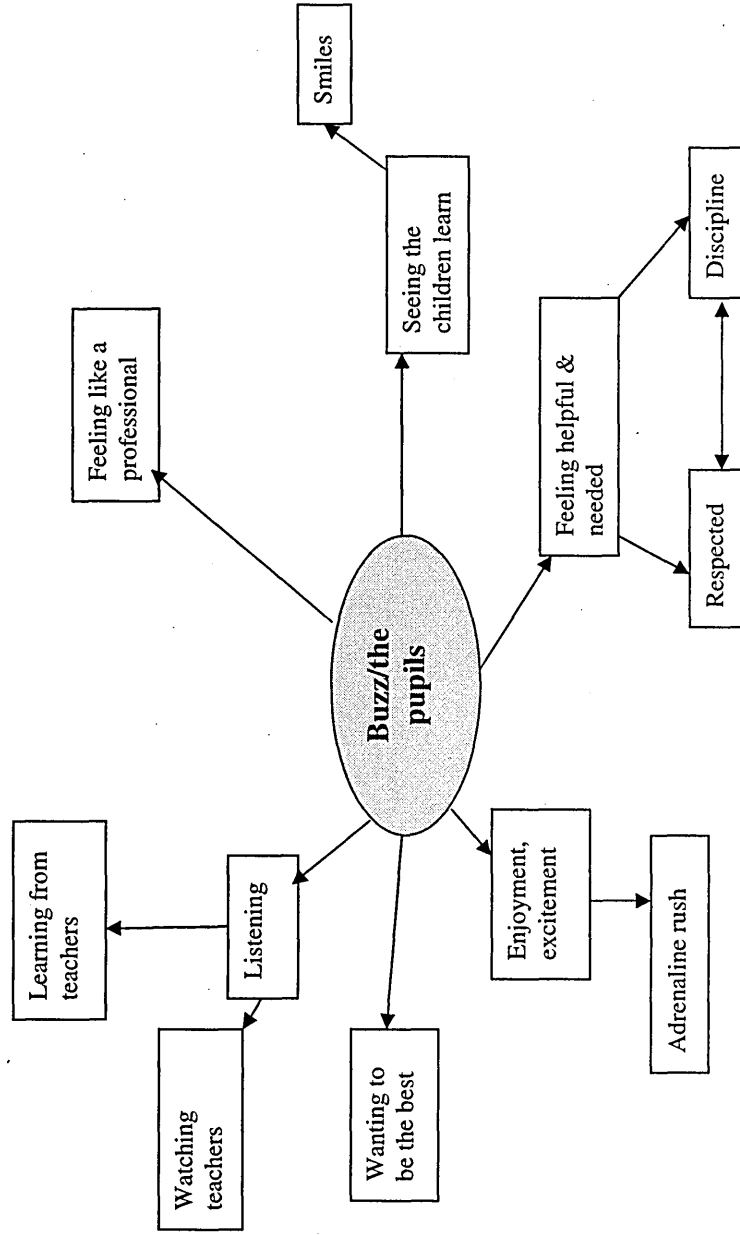 Learning from
teachers
Watching
teachers
Listening
Feeling like a
professional
Smiles
Seeing the
children learn
Buzz/the
pupils
Wanting to
be the best
Enjoyment,
excitement
Adrenaline rush
Feeling helpful &
needed
Respected
Discipline